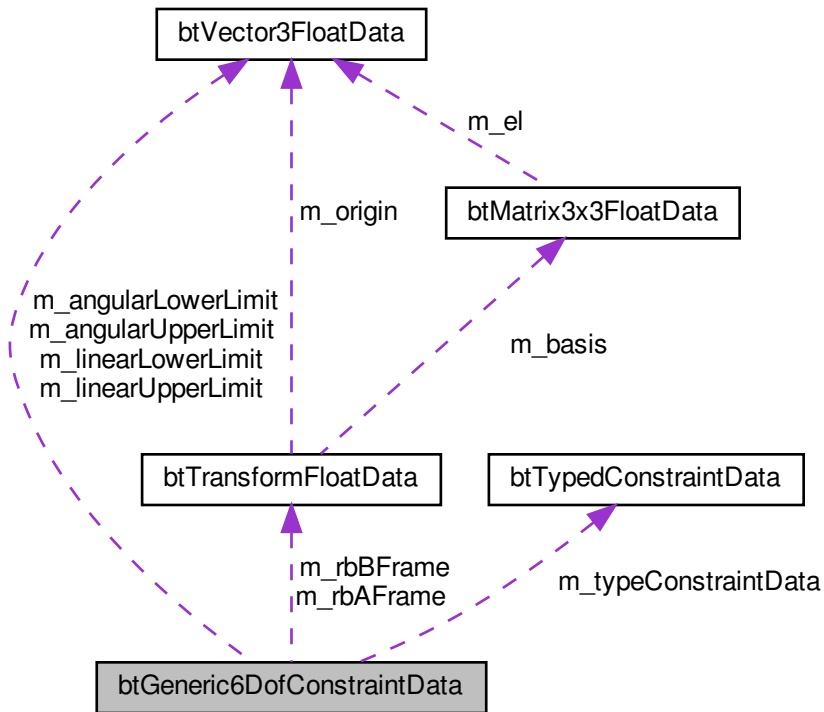 btVector3FloatData
m_el
btMatrix3x3FloatData
m_origin
m_angularLowerLimit
m_angularUpperLimit
m_linearLowerLimit
m_linearUpperLimit
m_basis
btTransformFloatData
btTypedConstraintData
m_rbBFrame
m_rbAFrame
m_typeConstraintData
btGeneric6DofConstraintData